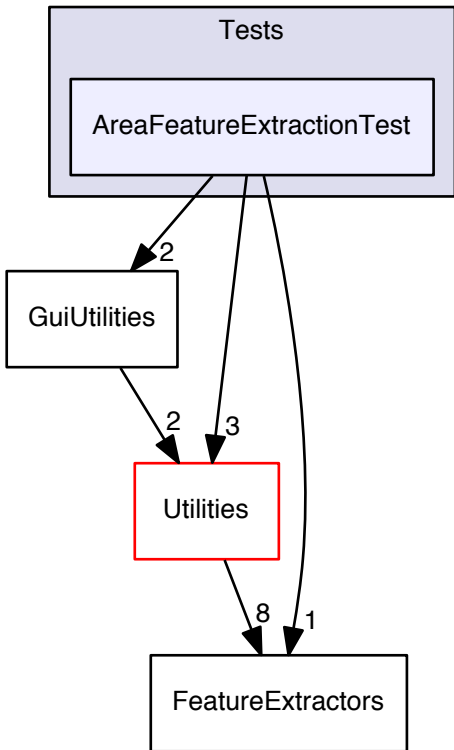 Tests
AreaFeatureExtractionTest
2
GuiUtilities
2
3
Utilities
8
1
FeatureExtractors